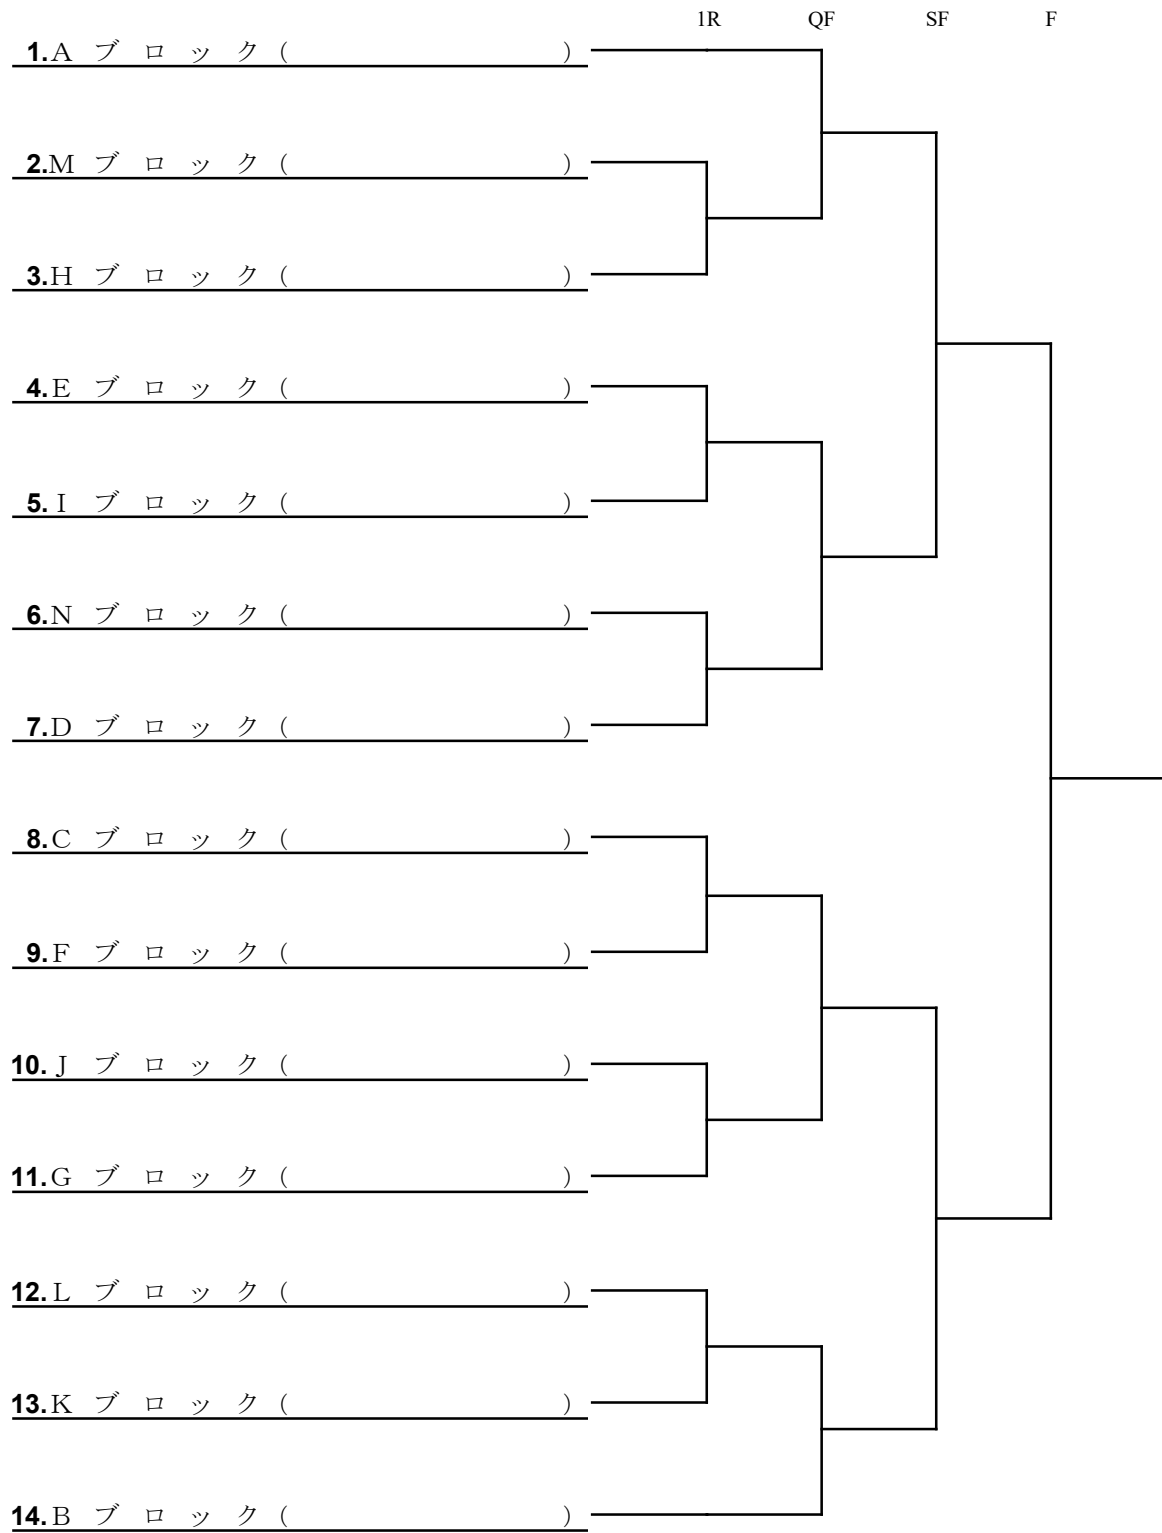 1R QF SF F
1.A ブロック( )
2.M ブロック( )
3.H ブロック( )
4.E ブロック( )
5.I ブロック( )
6.N ブロック( )
7.D ブロック( )
8.C ブロック( )
9.F ブロック( )
10.J ブロック( )
11.G ブロック( )
12.L ブロック( )
13.K ブロック( )
14.B ブロック( )